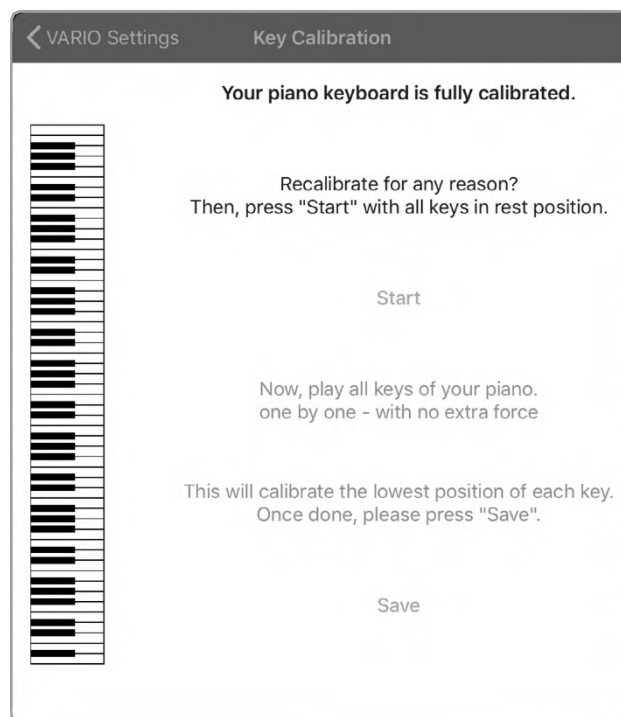 VARIO Settings
Key Calibration
Your piano keyboard is fully calibrated.
Recalibrate for any reason?
Then, press "Start" with all keys in rest position.
Start
Now, play all keys of your piano.
one by one - with no extra force
This will calibrate the lowest position of each key.
Once done, please press "Save".
Save